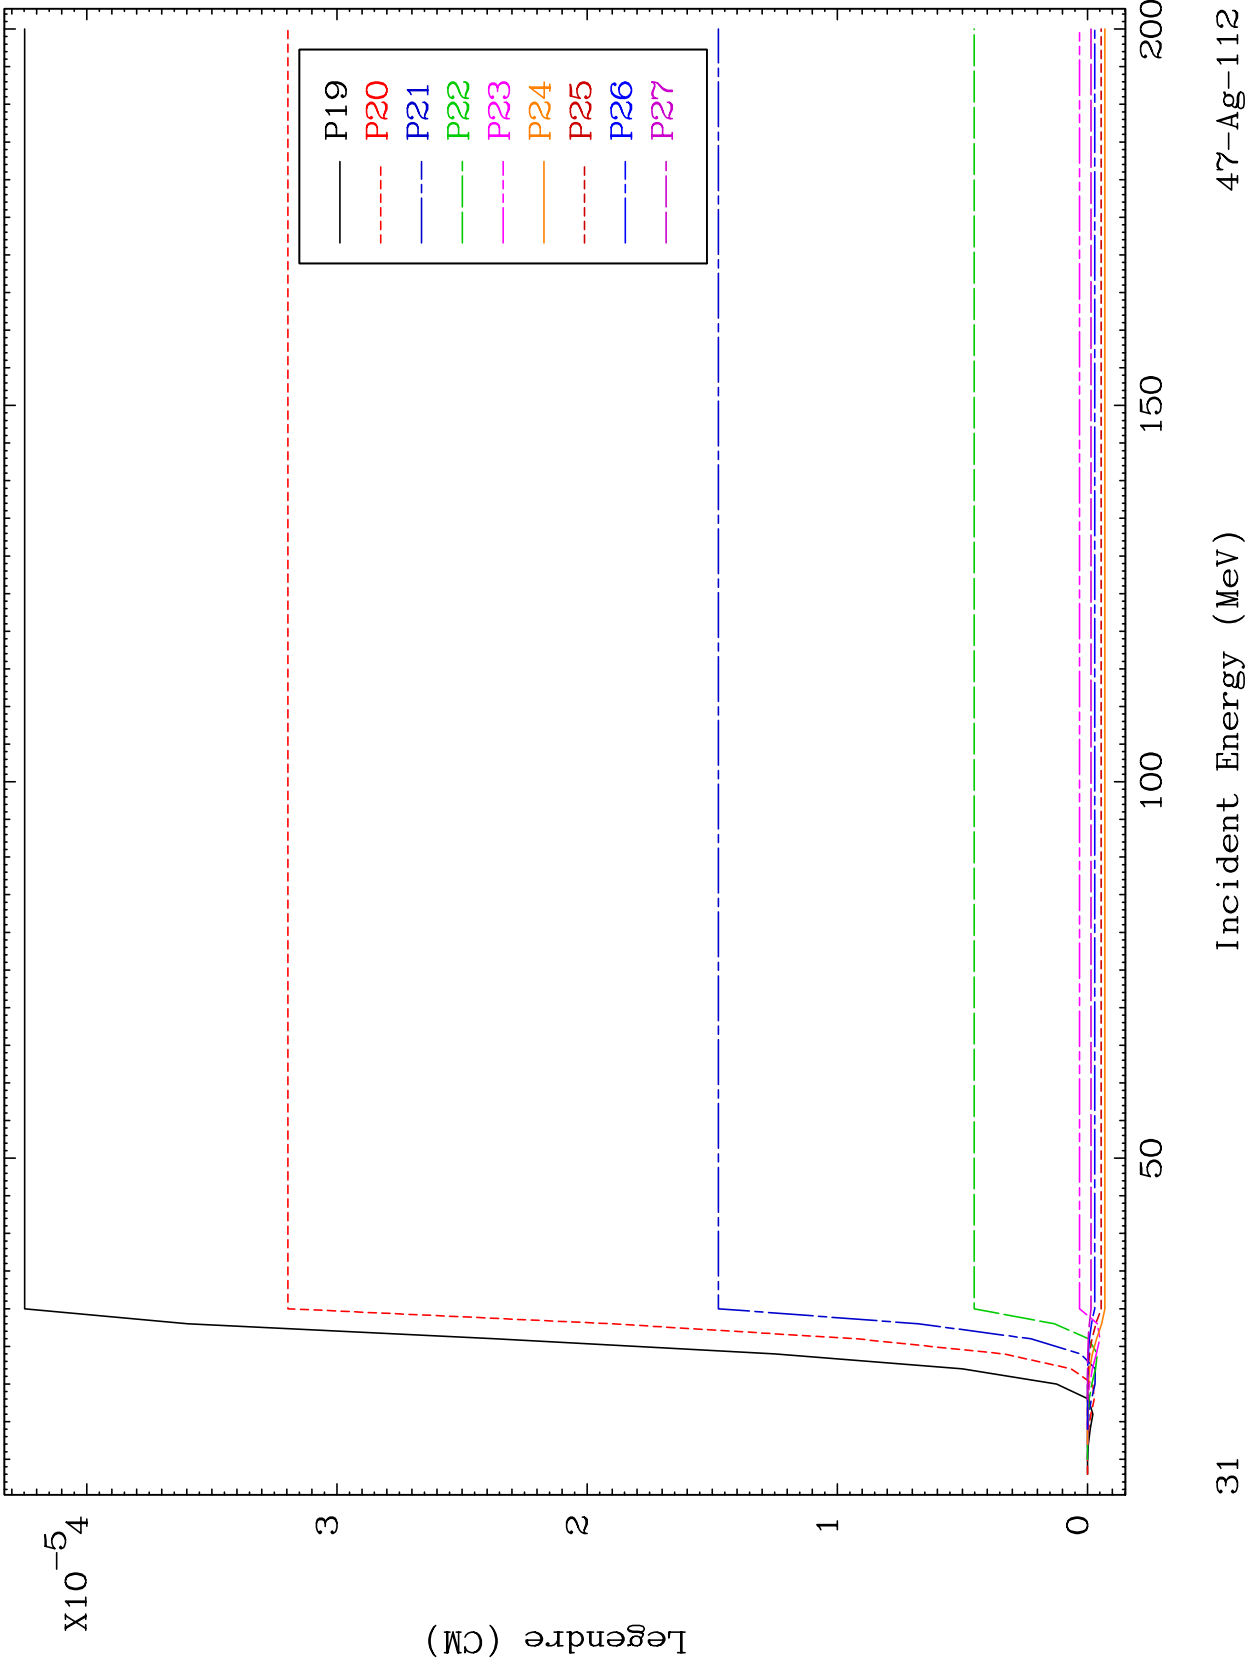 X10-5
4
3
2
1
0
Legendre (CM)
P19
P20
P21
P22
P23
P24
P25
P26
P27
50
100
150
200
31
Incident Energy (MeV)
47-Ag-112